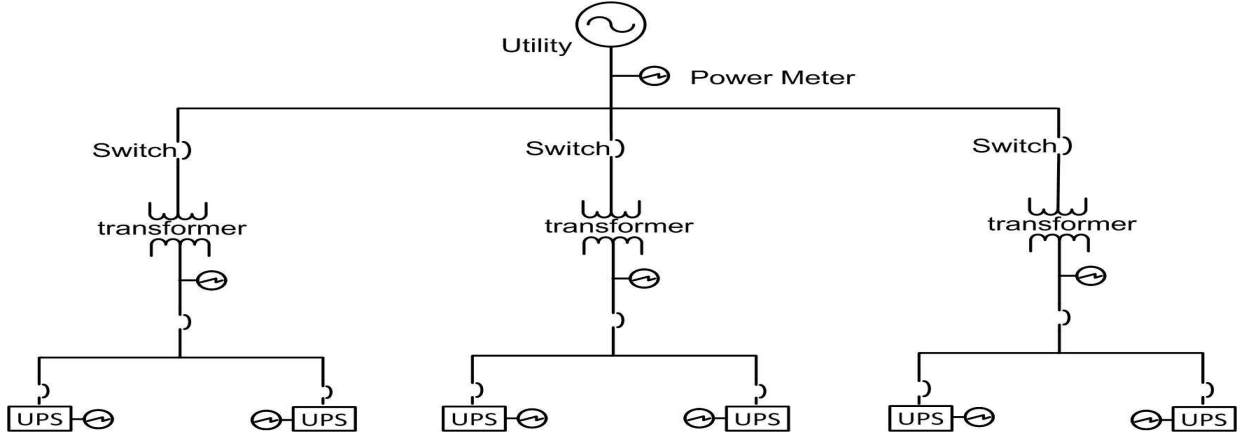 Utility
Power Meter
Switch
Switch
Switch
transformer
transformer
transformer
UPS
UPS
UPS
UPS
UPS
UPS